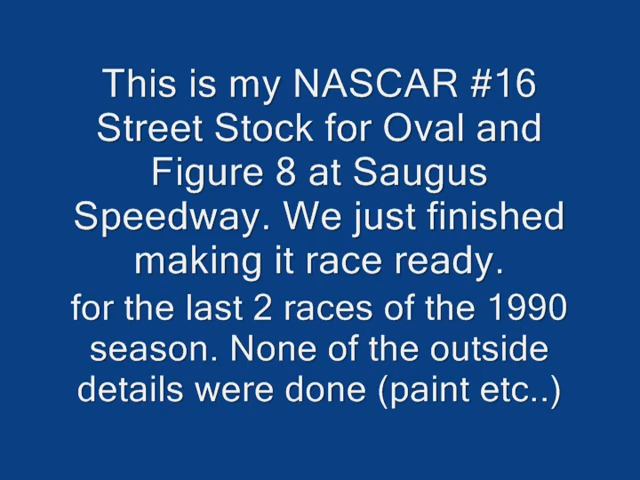 This is my NASCAR #16
Street Stock for Oval and
Figure 8 at Saugus
Speedway. We just finished
making it race ready.
for the last 2 races of the 1990
season. None of the outside
details were done (paint etc..)